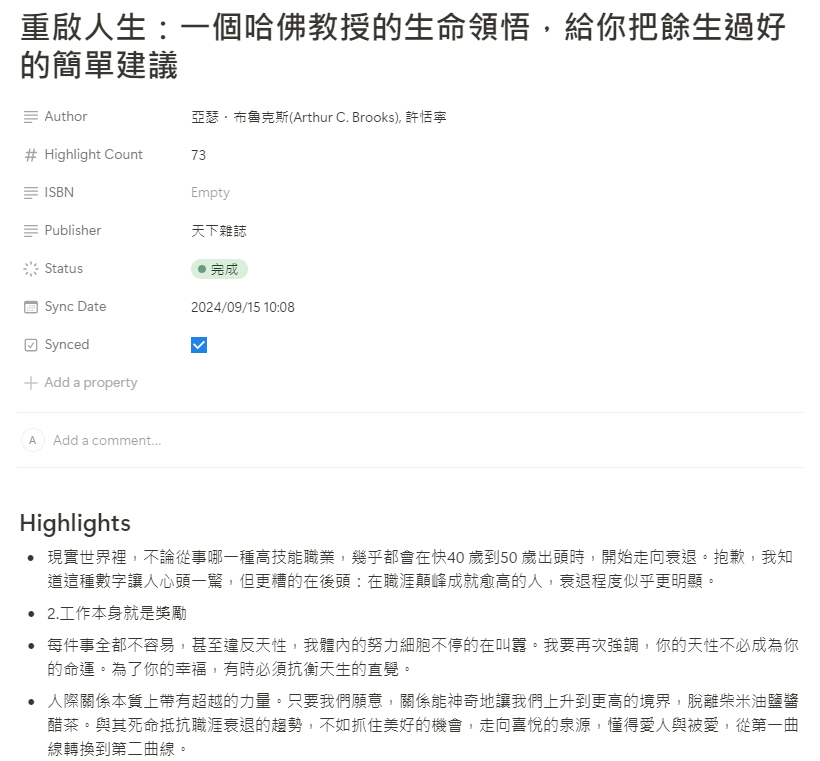 重啟人生：一個哈佛教授的生命領悟，給你把餘生過好
的簡單建議
Author 亞瑟．布魯克斯(Arthur C. Brooks), 許恬寧
Highlight Count 73
ISBN Empty
Publisher 天下雜誌
Status 完成
Sync Date 2024/09/15 10:08
Synced
Add a property
A Add a comment...
Highlights
現實世界裡，不論從事哪一種高技能職業，幾乎都會在快40 歲到50 歲出頭時，開始走向衰退。抱歉，我知
道這種數字讓人心頭一驚，但更糟的在後頭：在職涯顛峰成就愈高的人，衰退程度似乎更明顯。
2.工作本身就是獎勵
每件事全都不容易，甚至違反天性，我體內的努力細胞不停的在叫囂。我要再次強調，你的天性不必成為你
的命運。為了你的幸福，有時必須抗衡天生的直覺。
人際關係本質上帶有超越的力量。只要我們願意，關係能神奇地讓我們上升到更高的境界，脫離柴米油鹽醬
醋茶。與其死命抵抗職涯衰退的趨勢，不如抓住美好的機會，走向喜悅的泉源，懂得愛人與被愛，從第一曲
線轉換到第二曲線。